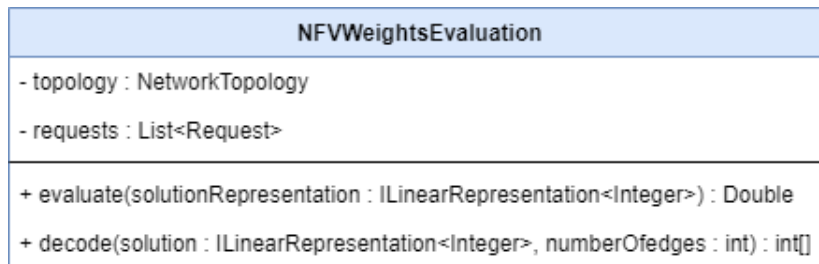 NFVWeightsEvaluation
- topology : NetworkTopology
- requests : List<Request>
+ evaluate(solutionRepresentation : ILinearRepresentation<Integer>) : Double
+ decode(solution : ILinearRepresentation<Integer>, numberOfedges : int) : int[]